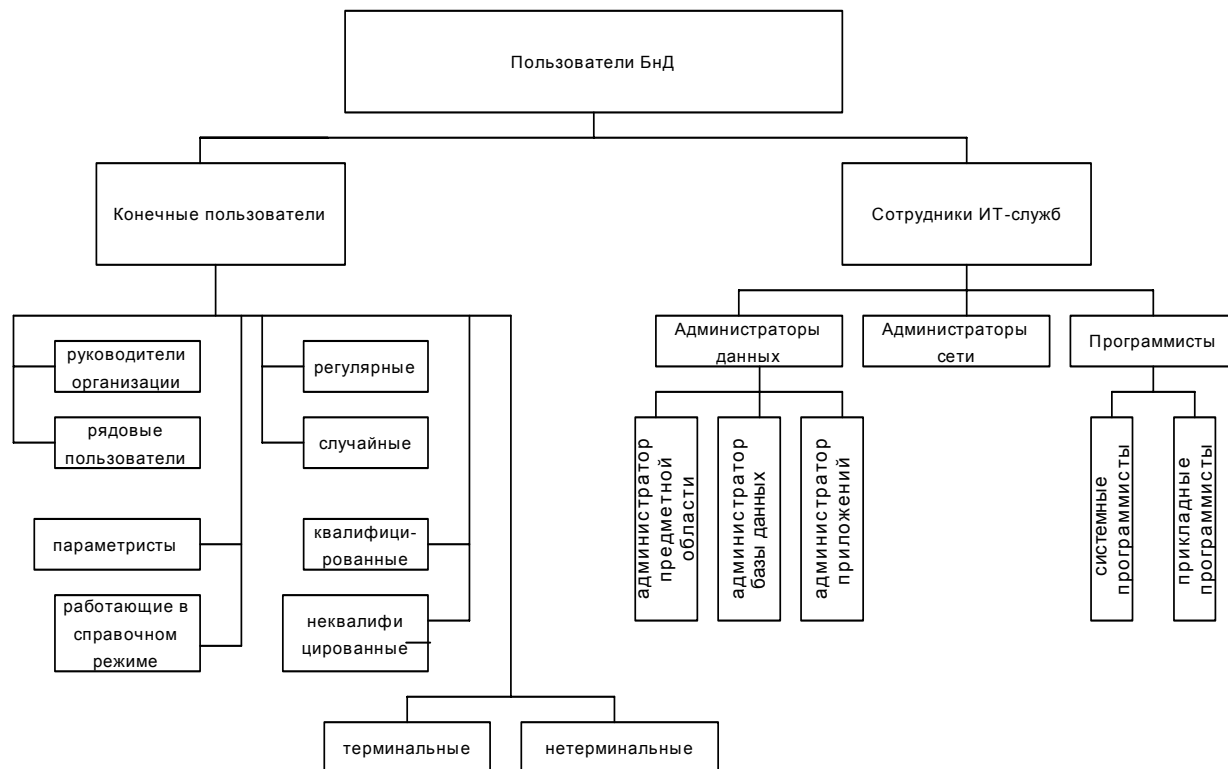 Пользователи БнД
Конечные пользователи
Сотрудники ИТ-служб
Администраторы
данных
Администраторы
сети
Программисты
руководители
организации
регулярные
рядовые
пользователи
случайные
параметристы
квалифици-
рованные
работающие в
справочном
режиме
неквалифи
цированные
администратор
предметной
области
администратор
базы данных
администратор
приложений
системные
программисты
прикладные
программисты
терминальные
нетерминальные